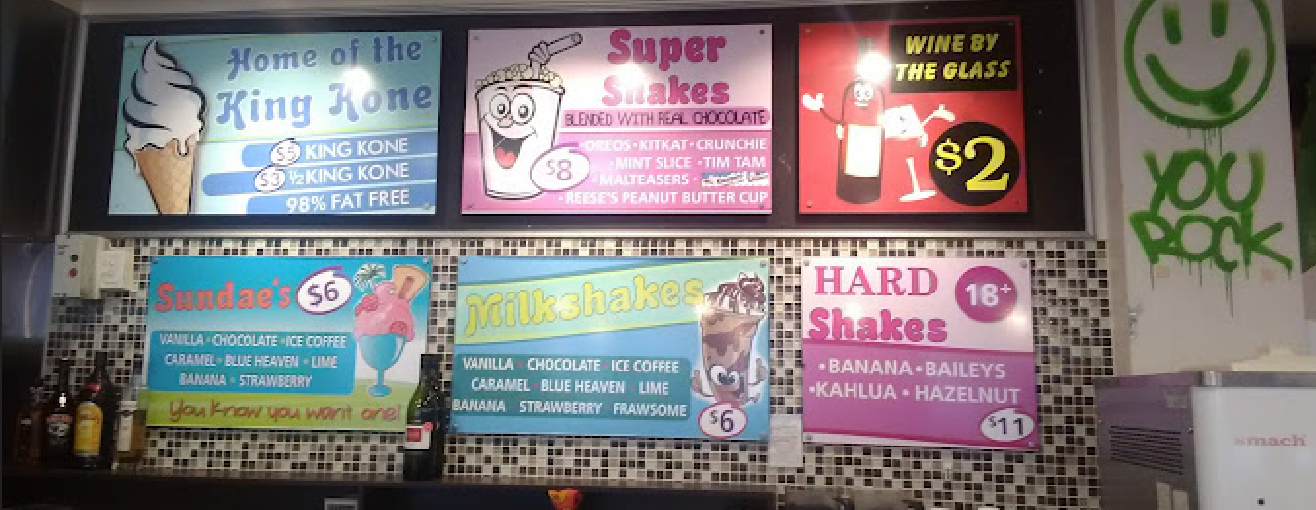 Home of the
King Kone
$5 KING KONE
$3 ½ KING KONE
98% FAT FREE
Super
Shakes
BLENDED WITH REAL CHOCOLATE
$8
•OREOS•KITKAT•CRUNCHIE
•MINT SLICE •TIM TAM
•MALTEASERS •
•REESE'S PEANUT BUTTER CUP
WINE BY
THE GLASS
$2
YOU
ROCK
Sundae's $6
VANILLA•CHOCOLATE•ICE COFFEE
CARAMEL•BLUE HEAVEN•LIME
BANANA•STRAWBERRY
You know you want one!
Milkshakes
VANILLA•CHOCOLATE•ICE COFFEE
CARAMEL•BLUE HEAVEN•LIME
BANANA STRAWBERRY FRAWSOME
$6
HARD 18+
Shakes
•BANANA•BAILEYS
•KAHLUA•HAZELNUT
$11
smach